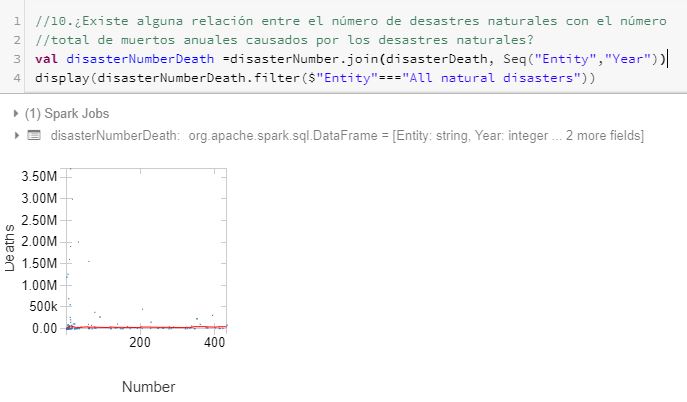 1 //10.¿Existe alguna relación entre el número de desastres naturales con el número
2 //total de muertos anuales causados por los desastres naturales?
3 val disasterNumberDeath =disasterNumber.join(disasterDeath, Seq("Entity","Year"))
4 display(disasterNumberDeath.filter($"Entity"==="All natural disasters"))
(1) Spark Jobs
disasterNumberDeath: org.apache.spark.sql.DataFrame = [Entity: string, Year: integer ... 2 more fields]
3.50M
3.00M
2.50M
2.00M
1.50M
1.00M
500k
0.00
Deaths
200 400
Number